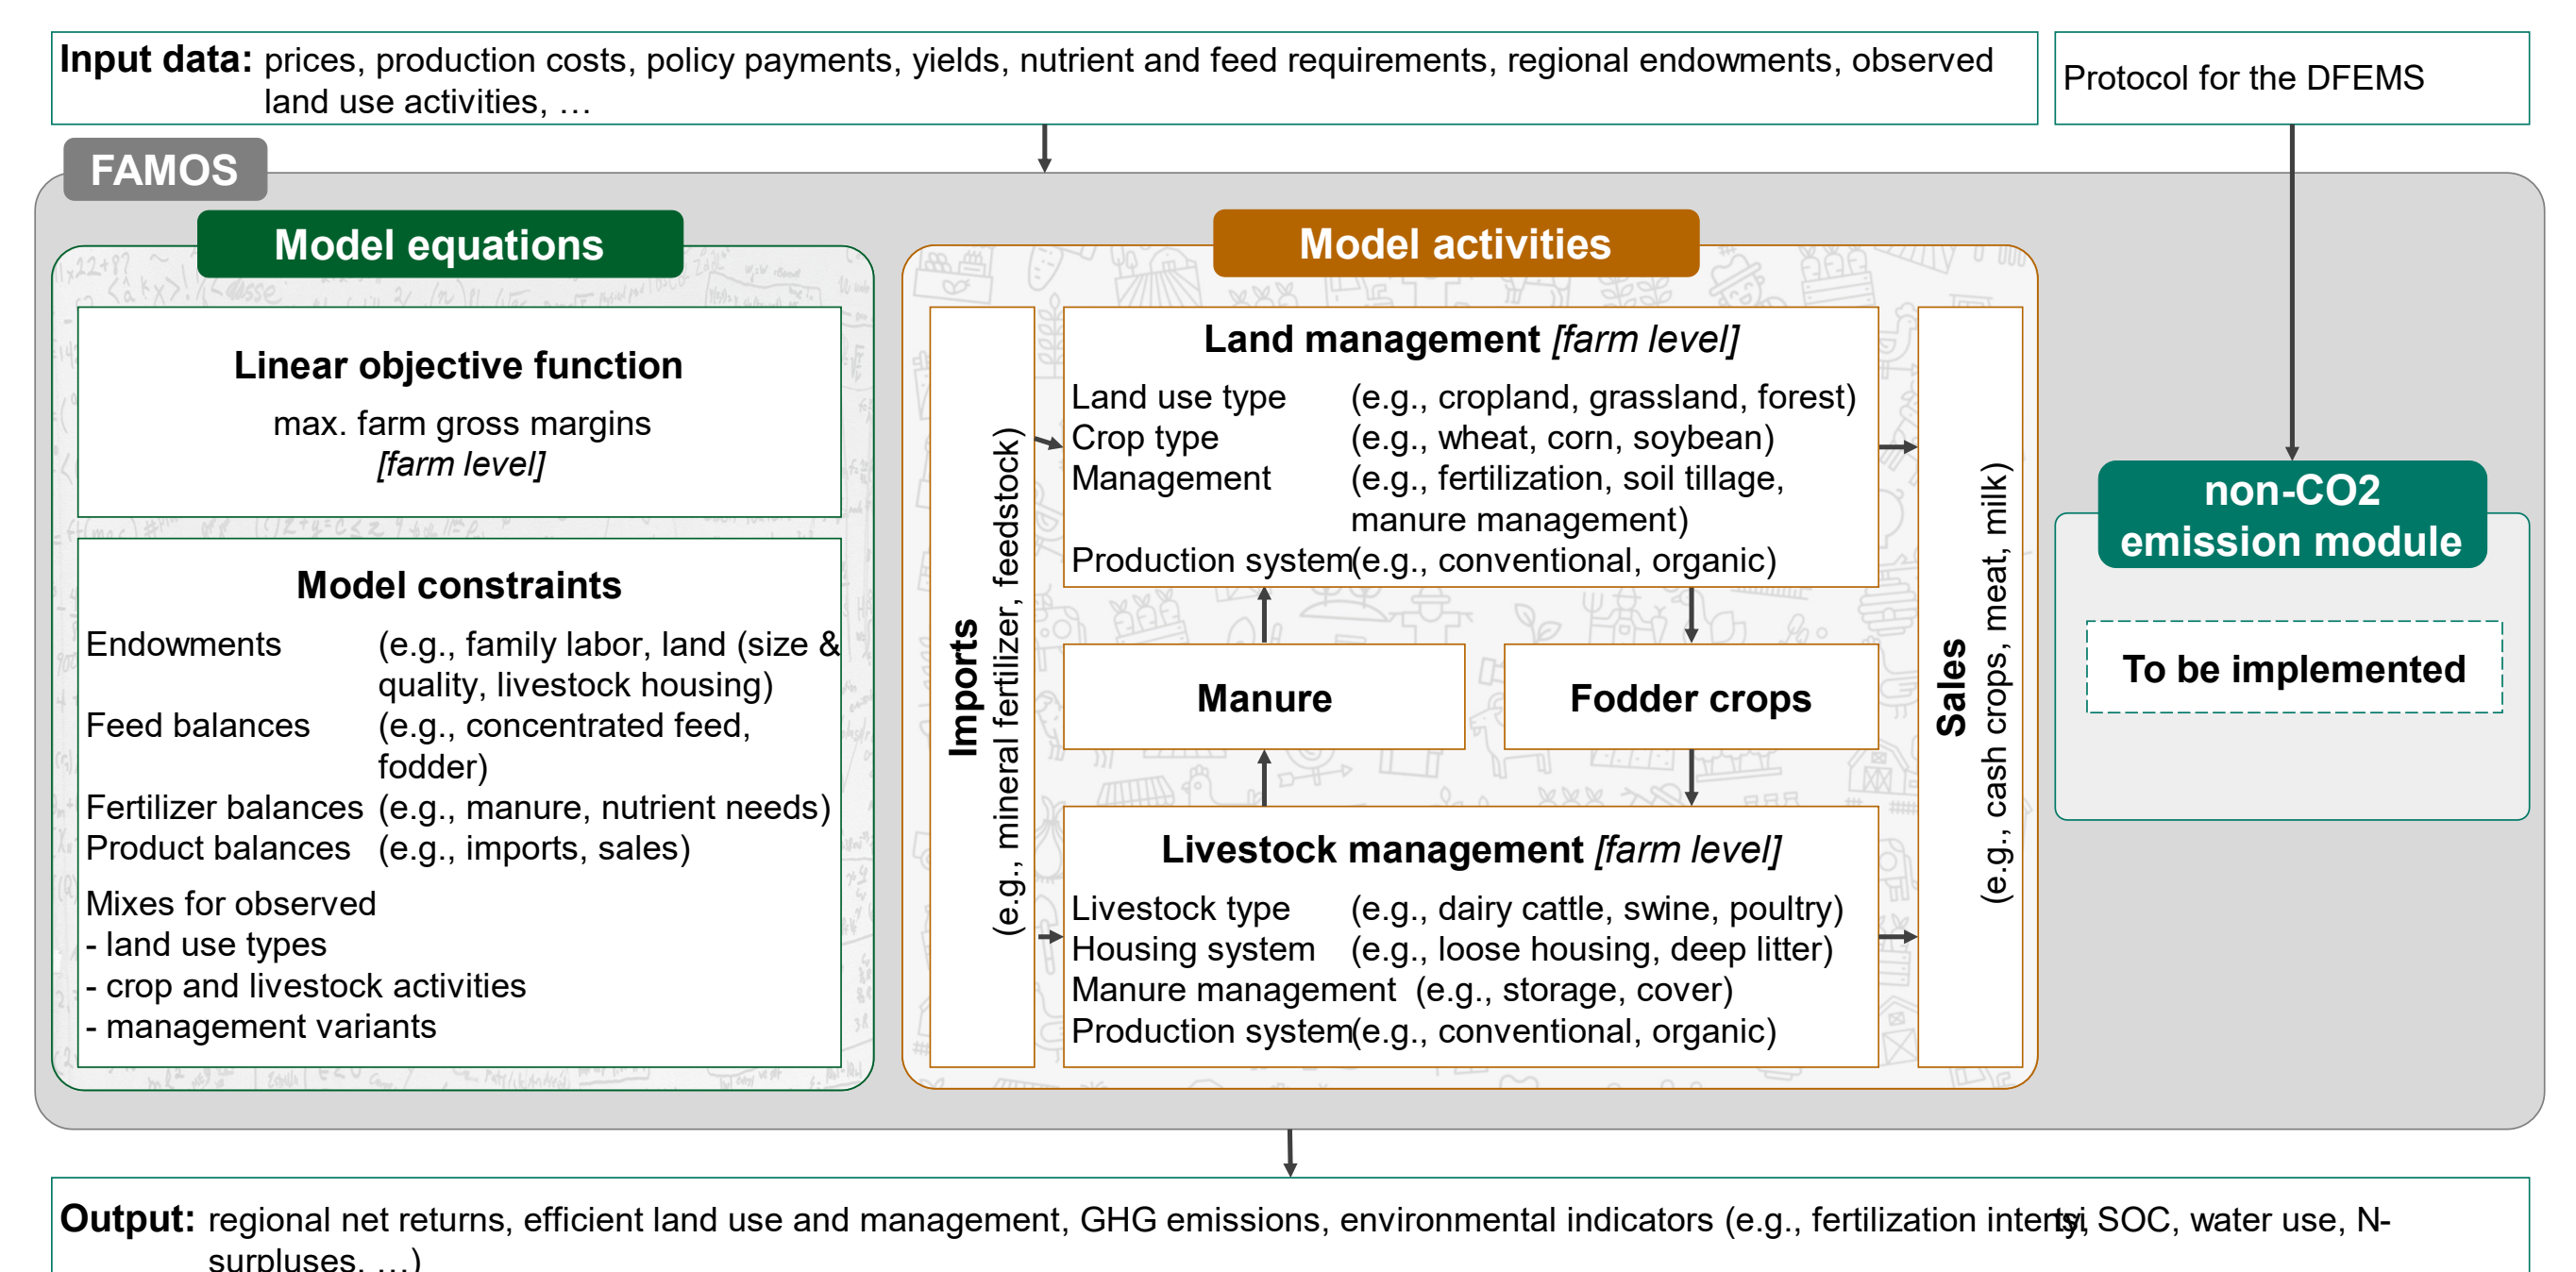 Input data: prices, production costs, policy payments, yields, nutrient and feed requirements, regional endowments, observed
land use activities, …
Protocol for the DFEMS
FAMOS
Model equations
Linear objective function
max. farm gross margins
[farm level]
Model constraints
Endowments (e.g., family labor, land (size &
quality, livestock housing)
Feed balances (e.g., concentrated feed,
fodder)
Fertilizer balances (e.g., manure, nutrient needs)
Product balances (e.g., imports, sales)
Mixes for observed
- land use types
- crop and livestock activities
- management variants
Model activities
Imports
(e.g., mineral fertilizer, feedstock)
Land management [farm level]
Land use type (e.g., cropland, grassland, forest)
Crop type (e.g., wheat, corn, soybean)
Management (e.g., fertilization, soil tillage,
manure management)
Production system (e.g., conventional, organic)
Manure
Fodder crops
Livestock management [farm level]
Livestock type (e.g., dairy cattle, swine, poultry)
Housing system (e.g., loose housing, deep litter)
Manure management (e.g., storage, cover)
Production system (e.g., conventional, organic)
Sales
(e.g., cash crops, meat, milk)
non-CO2
emission module
To be implemented
Output: regional net returns, efficient land use and management, GHG emissions, environmental indicators (e.g., fertilization SOC, water use, N-
surpluses, …)